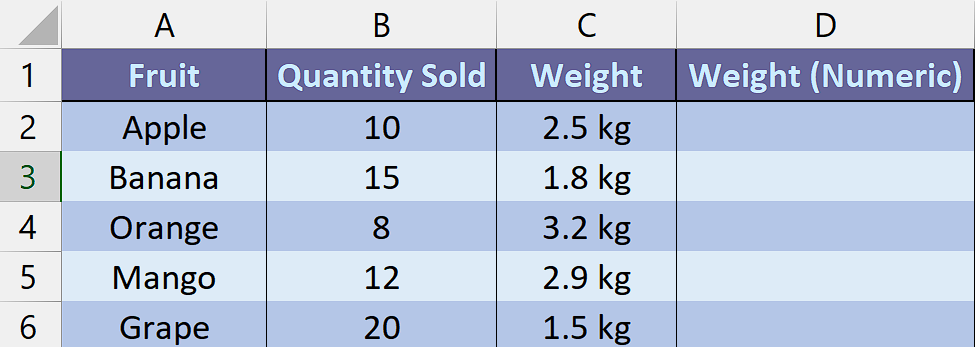 A B C D
1 Fruit Quantity Sold Weight Weight (Numeric)
2 Apple 10 2.5 kg
3 Banana 15 1.8 kg
4 Orange 8 3.2 kg
5 Mango 12 2.9 kg
6 Grape 20 1.5 kg